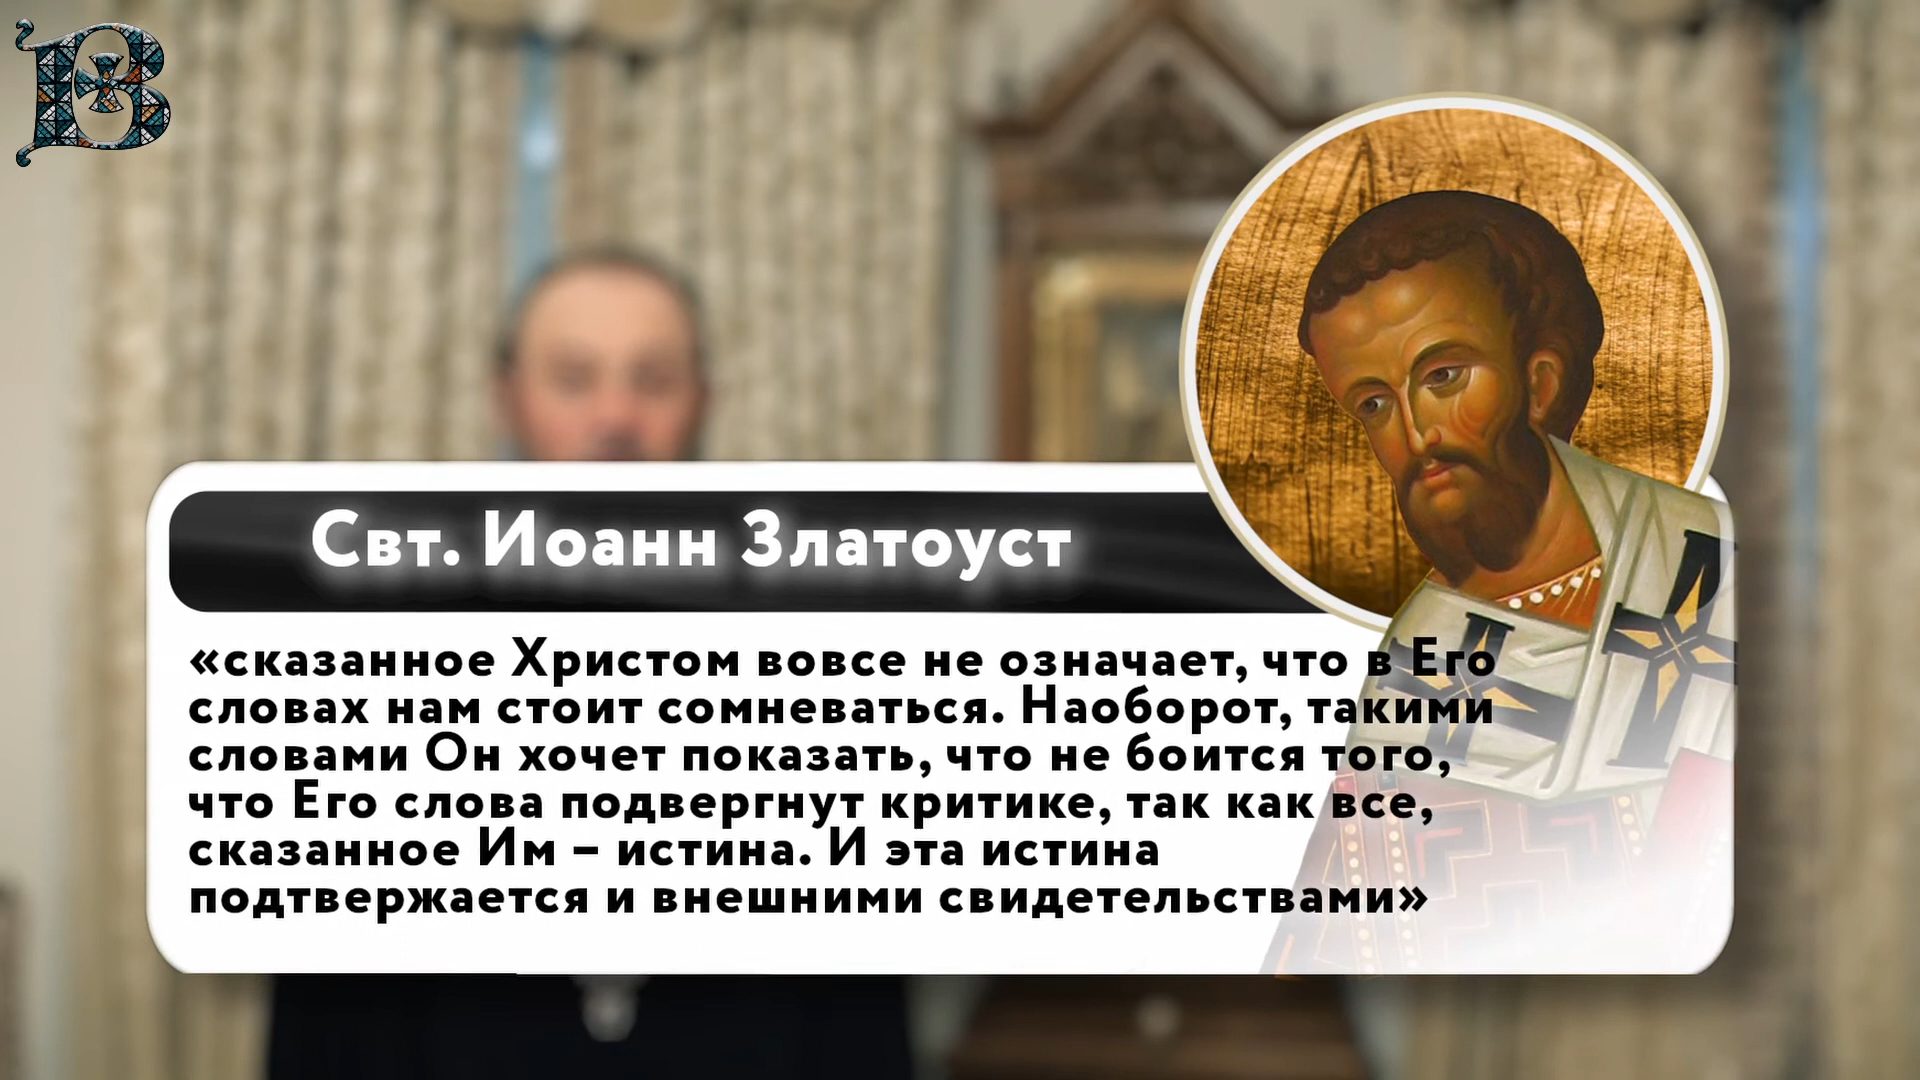 В
Свт. Иоанн Златоуст
«сказанное Христом вовсе не означает, что в Его
словах нам стоит сомневаться. Наоборот, такими
словами Он хочет показать, что не боится того,
что Его слова подвергнут критике, так как все,
сказанное Им – истина. И эта истина
подтвержается и внешними свидетельствами»